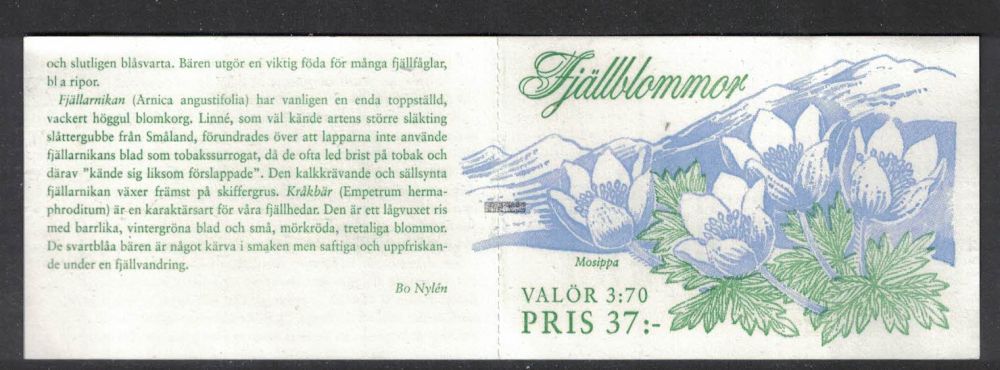 och slutligen blåsvarta. Bären utgör en viktig föda för många fjällfåglar,
bl a ripor.
Fjällarnikan (Arnica angustifolia) har vanligen en enda toppställd,
vackert höggul blomkorg. Linné, som väl kände artens större släkting
slåttergubbe från Småland, förundrades över att lapparna inte använde
fjällarnikans blad som tobakssurrogat, då de ofta led brist på tobak och
därav "kände sig liksom förslappade". Den kalkkrävande och sällsynta
fjällarnikan växer främst på skiffergrus. Kråkbär (Empetrum herma-
phroditum) är en karaktärsart för våra fjällhedar. Den är ett lågvuxet ris
med barrlika, vintergröna blad och små, mörkröda, tretaliga blommor.
De svartblåa bären är något kärva i smaken men saftiga och uppfriskan-
de under en fjällvandring.
Bo Nylén
Fjällblommor
Mosippa
VALÖR 3:70
PRIS 37:-